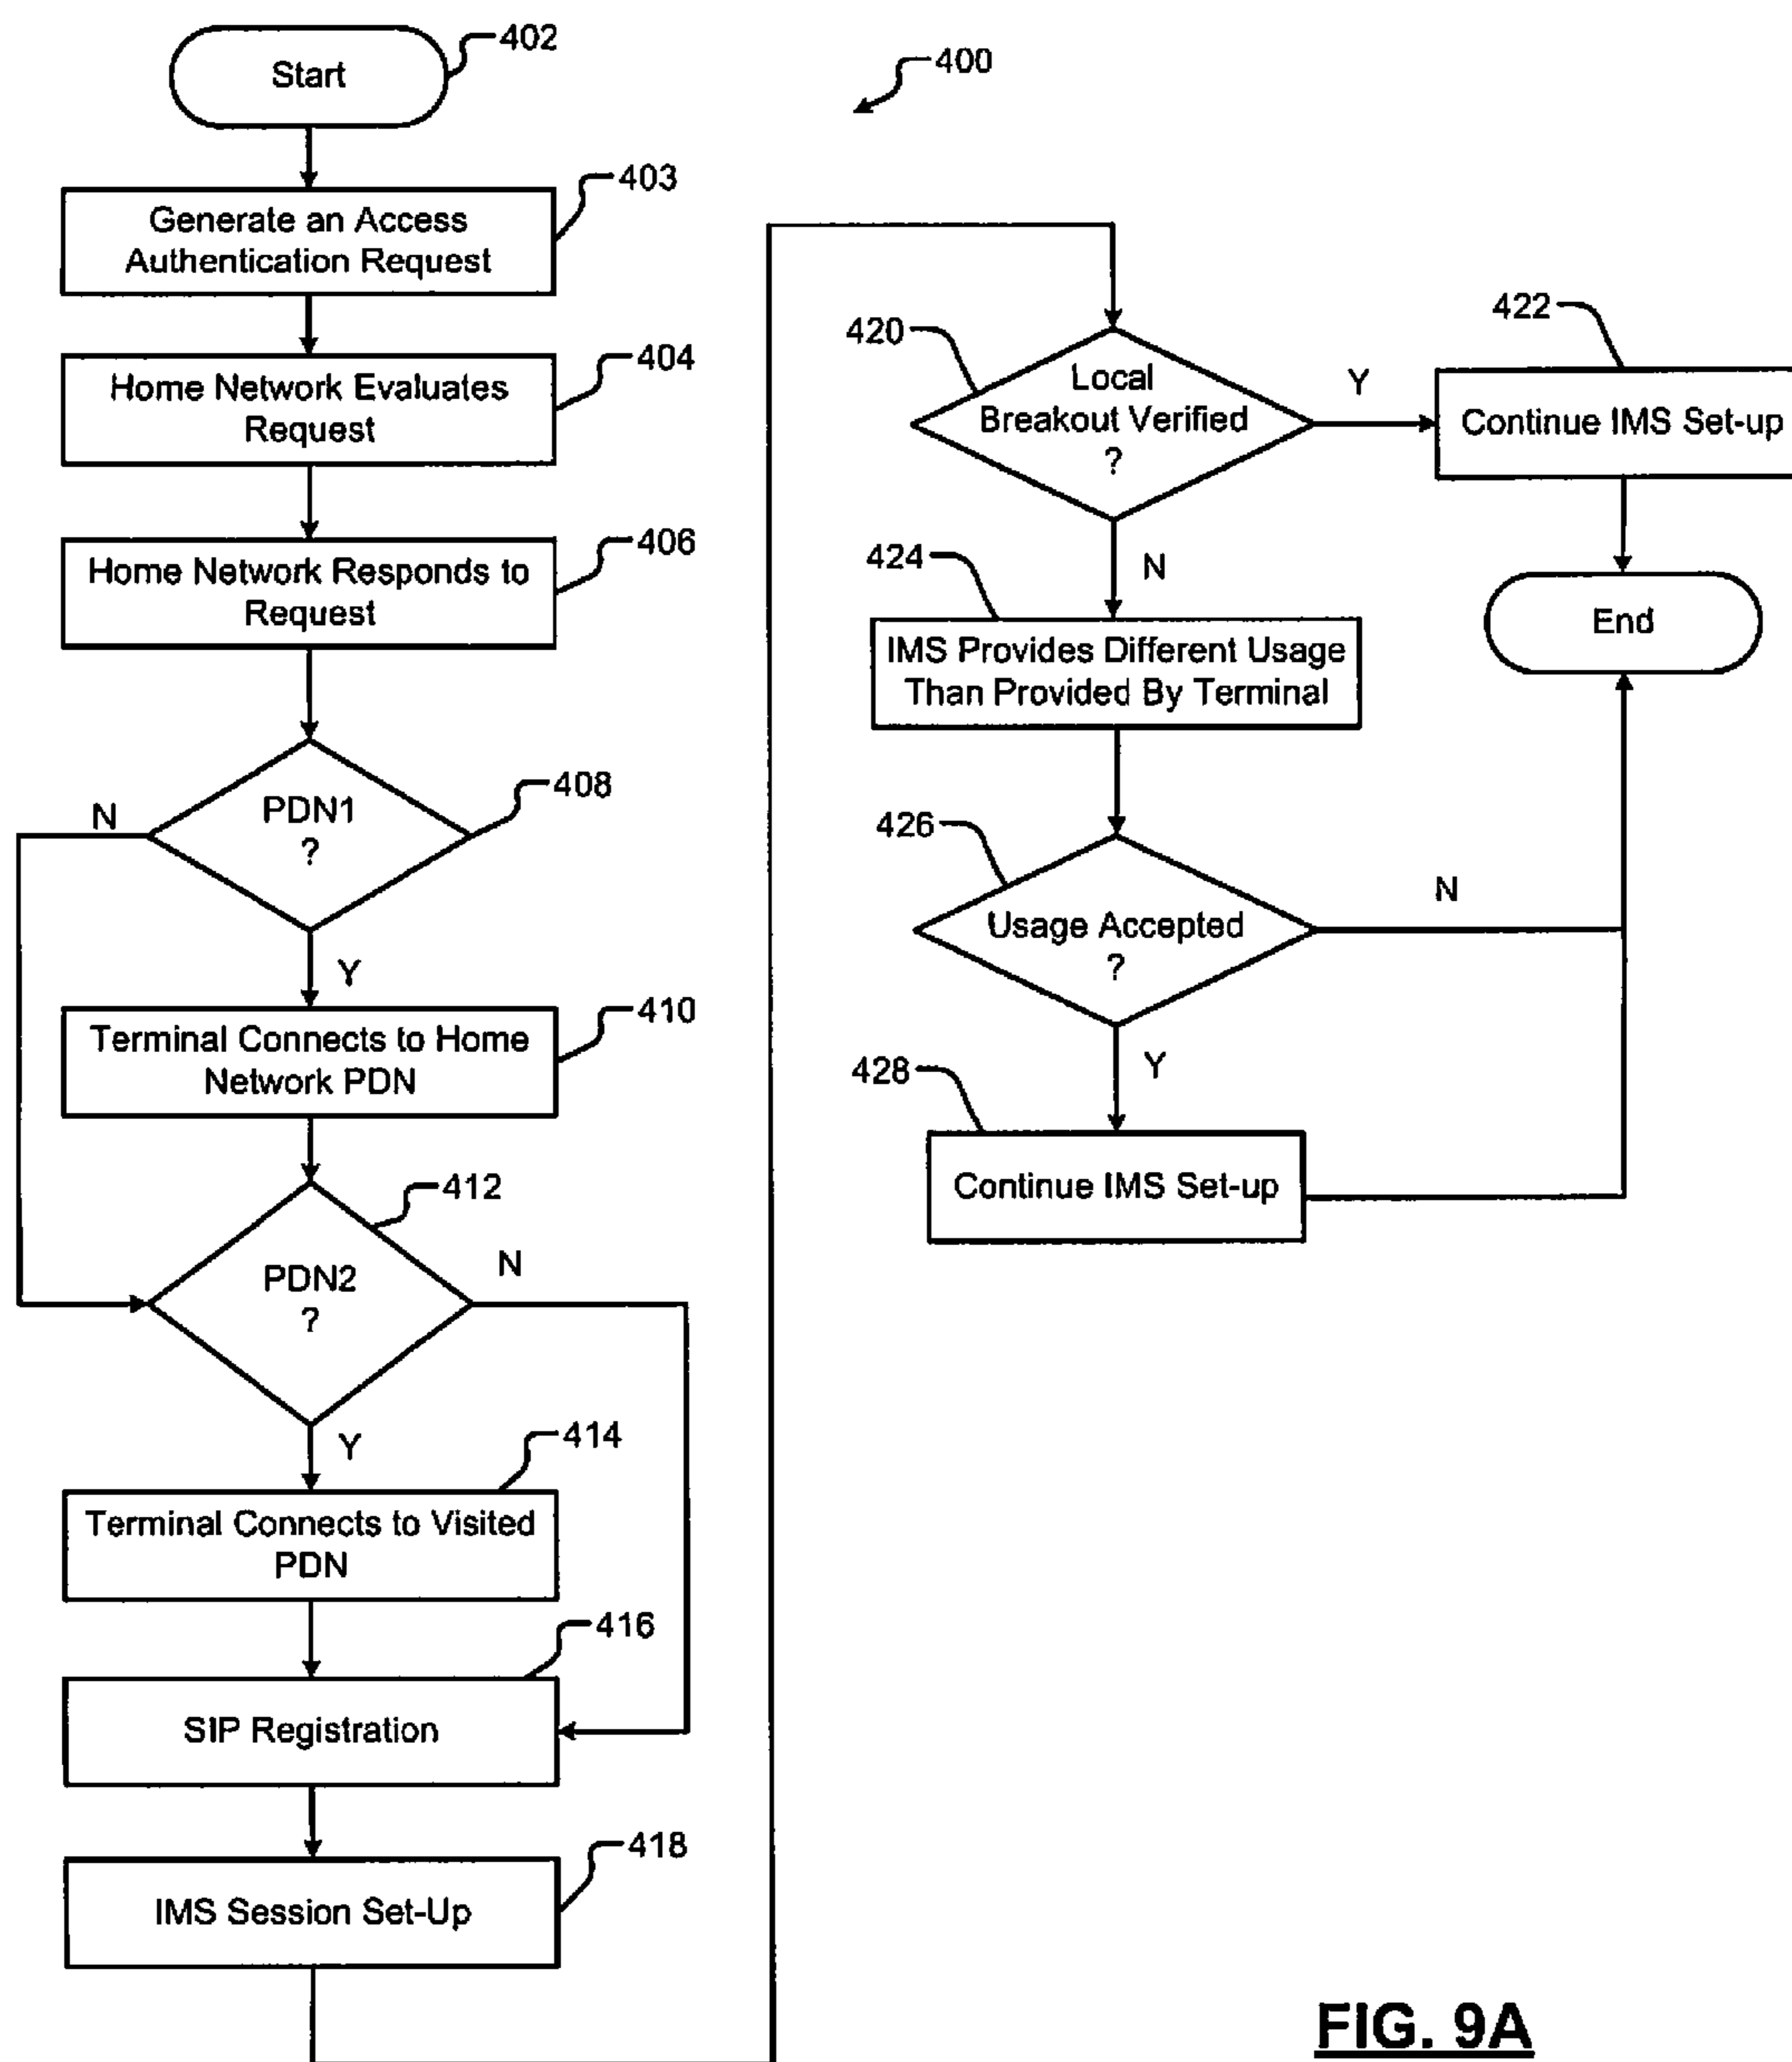 402
Start
400
403
Generate an Access
Authentication Request
404
Home Network Evaluates
Request
406
Home Network Responds to
Request
408
PDN1
?
N
Y
410
Terminal Connects to Home
Network PDN
412
PDN2
?
N
Y
414
Terminal Connects to Visited
PDN
416
SIP Registration
418
IMS Session Set-Up
420
Local
Breakout Verified
?
Y
422
Continue IMS Set-up
End
N
424
IMS Provides Different Usage
Than Provided By Terminal
426
Usage Accepted
?
N
Y
428
Continue IMS Set-up
FIG. 9A